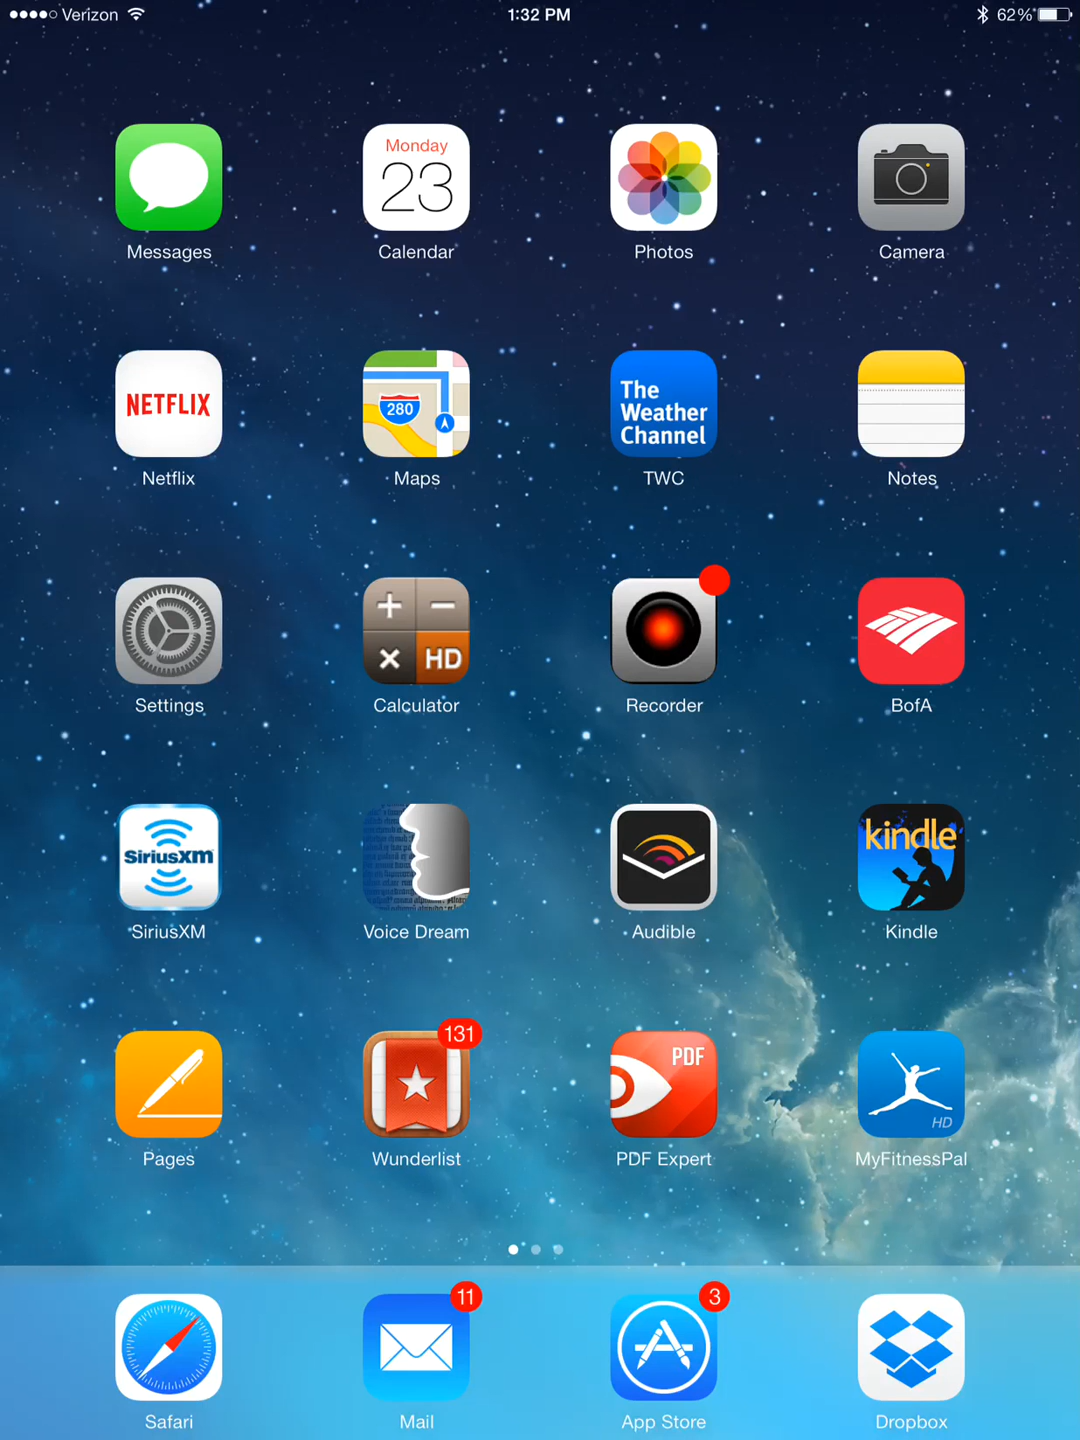 Verizon 1:32 PM 62%
Monday
23
Messages Calendar Photos Camera
NETFLIX
280
The
Weather
Channel
Netflix Maps TWC Notes
+ −
× HD
Settings Calculator Recorder BofA
SiriusXM
kindle
SiriusXM Voice Dream Audible Kindle
131
PDF
HD
Pages Wunderlist PDF Expert MyFitnessPal
11 3
Safari Mail App Store Dropbox